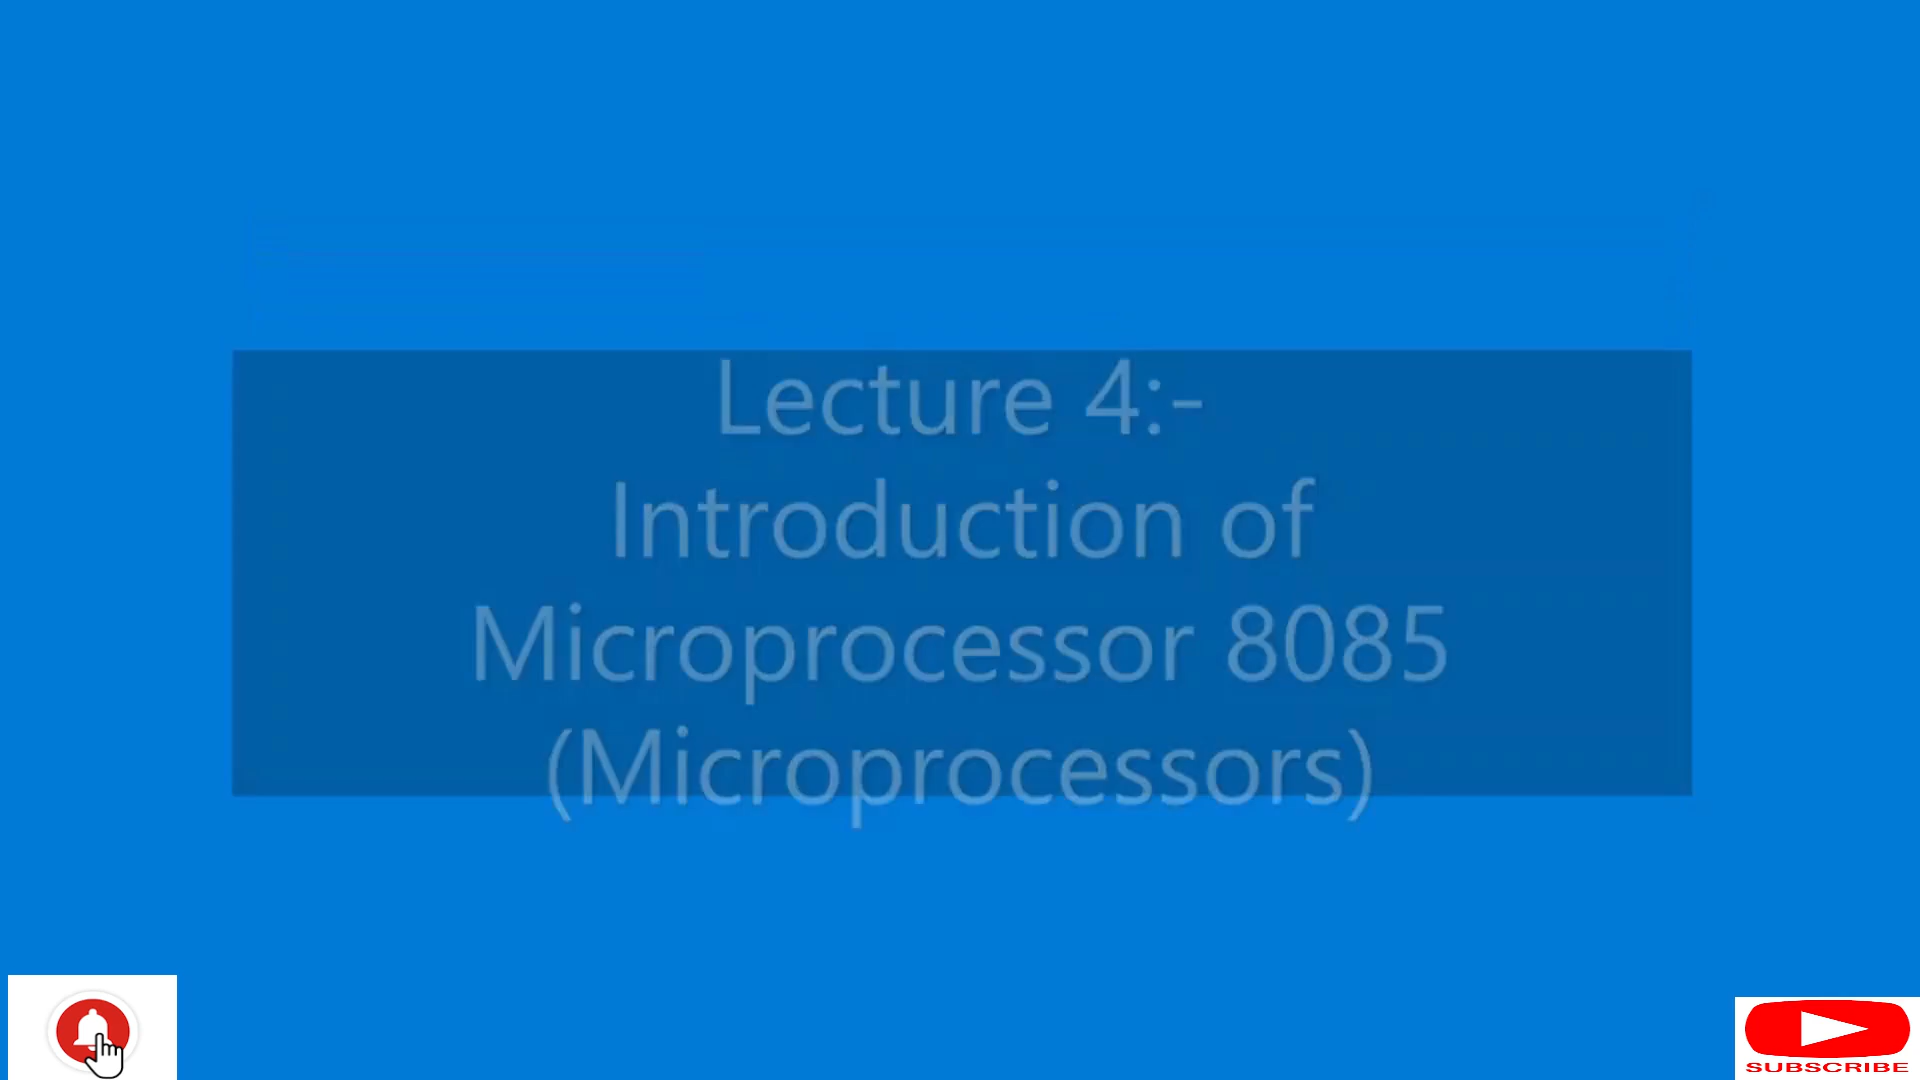 Lecture 4:-
Introduction of
Microprocessor 8085
(Microprocessors)
SUBSCRIBE